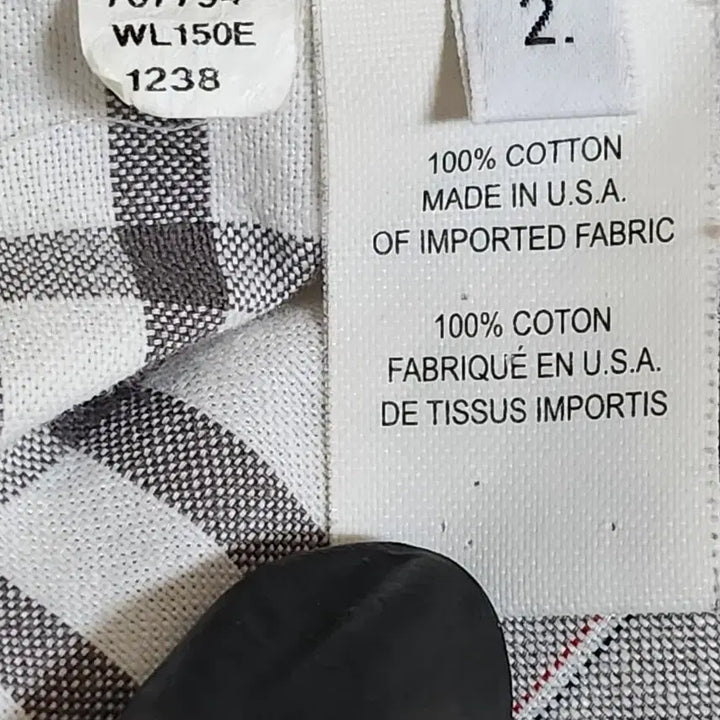 WL150E
1238
2.
100% COTTON
MADE IN U.S.A.
OF IMPORTED FABRIC
100% COTON
FABRIQUÉ EN U.S.A.
DE TISSUS IMPORTIS